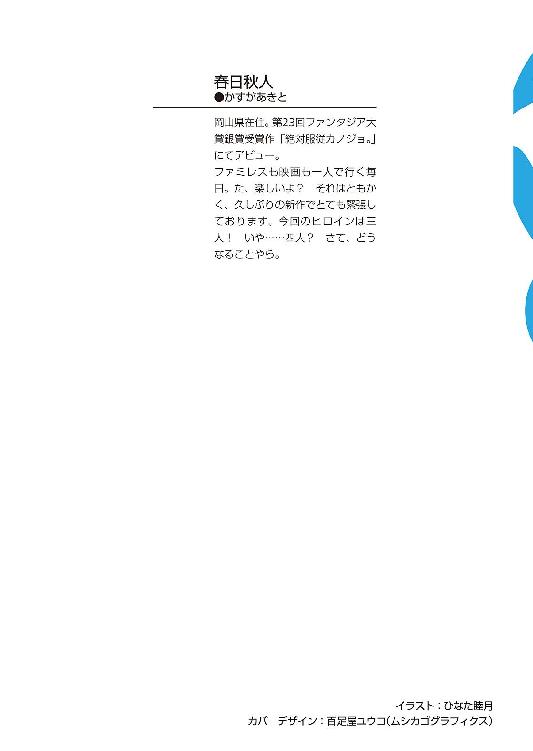 春日秋人
●かすがあきと
岡山県在住。第23回ファンタジア大
賞銀賞受賞作「絶対服従カノジョ。」
にてデビュー。
ファミレスも映画も一人で行く毎
日。た、楽しいよ？　それはともか
く、久しぶりの新作でとても緊張し
ております。今回のヒロインは三
人！　いや……四人？　さて、どう
なることやら。
イラスト：ひなた睦月
カバーデザイン：百足屋ユウコ(ムシカゴグラフィクス)